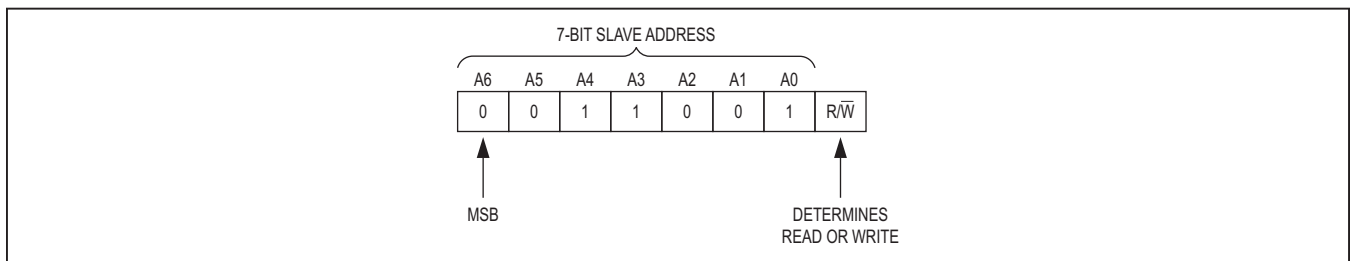 7-BIT SLAVE ADDRESS
A6 A5 A4 A3 A2 A1 A0
0 0 1 1 0 0 1 R/W̅
MSB
DETERMINES
READ OR WRITE